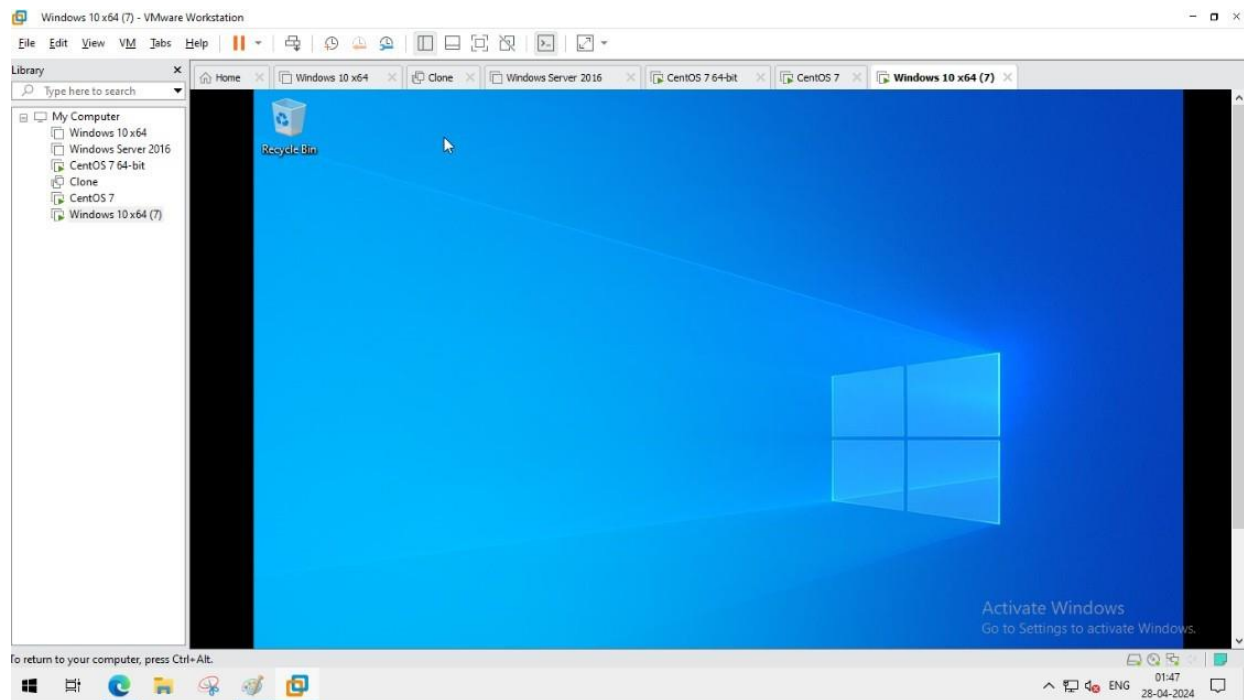 Windows 10 x64 (7) - VMware Workstation
File Edit View VM Tabs Help
Library
Type here to search
My Computer
Windows 10 x64
Windows Server 2016
CentOS 7 64-bit
Clone
CentOS 7
Windows 10 x64 (7)
Home Windows 10 x64 Clone Windows Server 2016 CentOS 7 64-bit CentOS 7 Windows 10 x64 (7)
Recycle Bin
Activate Windows
Go to Settings to activate Windows.
To return to your computer, press Ctrl+Alt.
ENG
01:47
28-04-2024